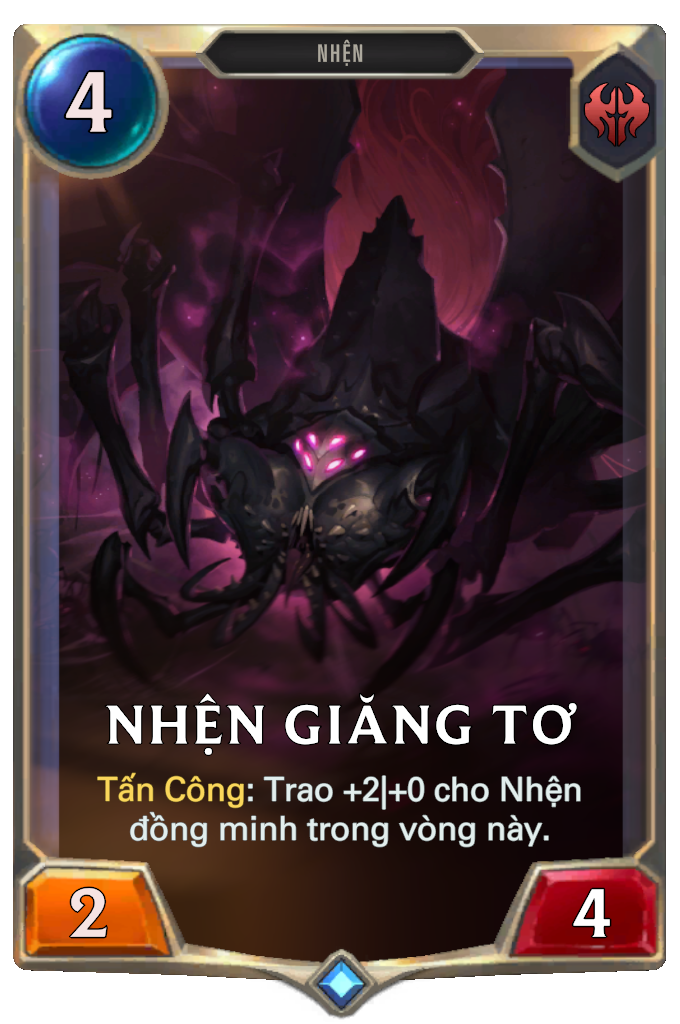 4
NHỆN
NHỆN GIĂNG TƠ
Tấn Công: Trao +2|+0 cho Nhện
đồng minh trong vòng này.
2
4